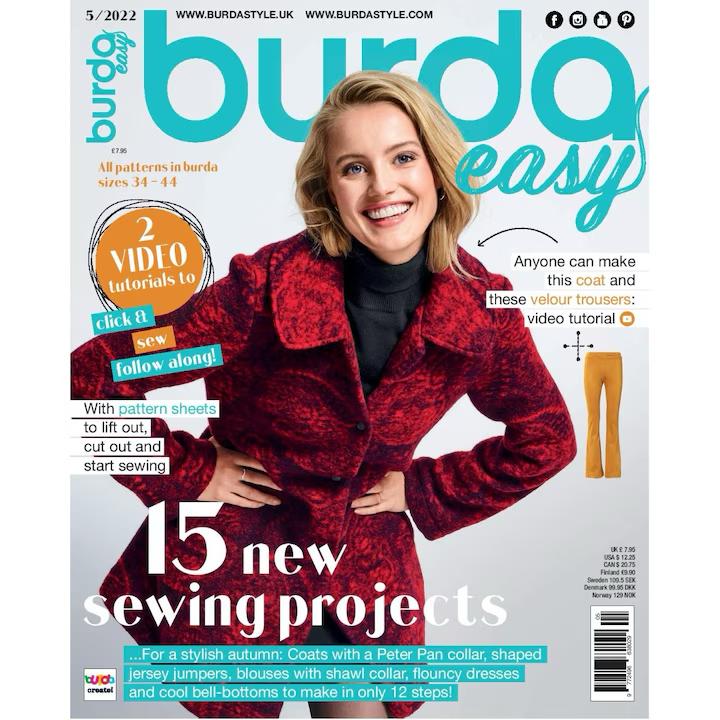 5/2022
WWW.BURDASTYLE.UK WWW.BURDASTYLE.COM
burda easy
burda
easy
£7.95
All patterns in burda
sizes 34 – 44
2
VIDEO
tutorials to
click &
sew
follow along!
Anyone can make
this coat and
these velour trousers:
video tutorial
With pattern sheets
to lift out,
cut out and
start sewing
15 new
sewing projects
...For a stylish autumn: Coats with a Peter Pan collar, shaped
jersey jumpers, blouses with shawl collar, flouncy dresses
and cool bell-bottoms to make in only 12 steps!
burda
create!
UK £ 7.95
USA $ 12.25
CAN $ 20.75
Finland €9.90
Sweden 109.5 SEK
Denmark 99.95 DKK
Norway 129 NOK
05